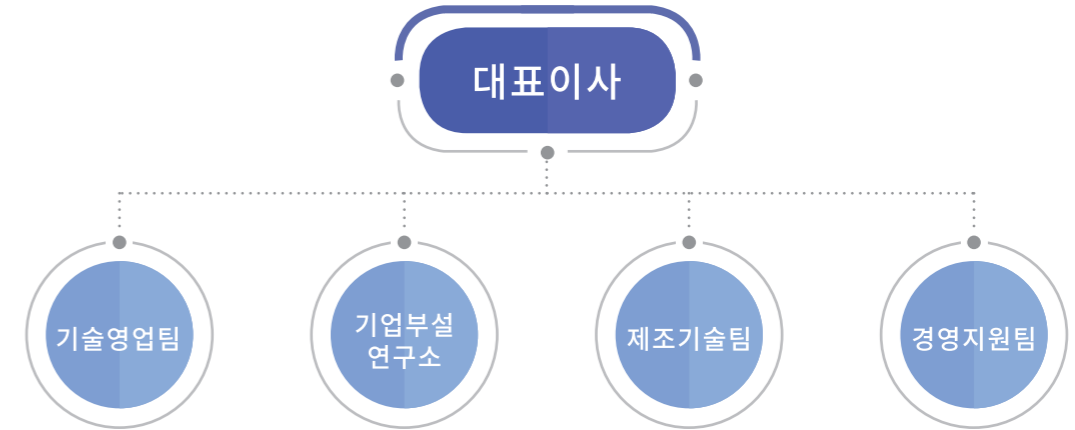 대표이사
기술영업팀
기업부설
연구소
제조기술팀
경영지원팀